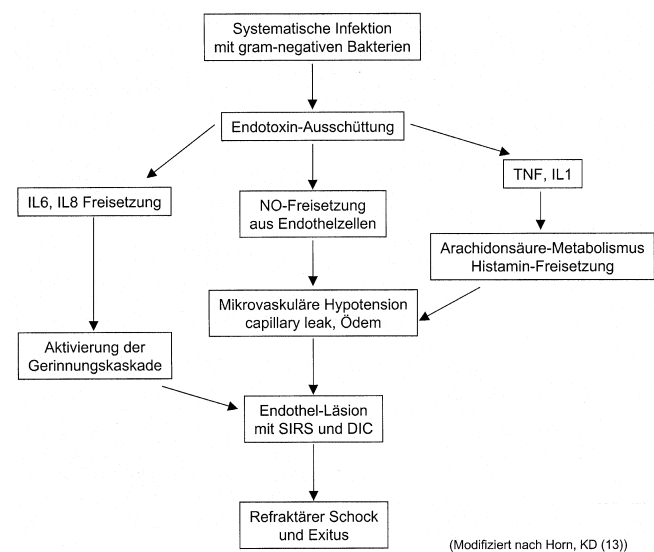 Systematische Infektion
mit gram-negativen Bakterien
Endotoxin-Ausschüttung
IL6, IL8 Freisetzung
NO-Freisetzung
aus Endothelzellen
TNF, IL1
Arachidonsäure-Metabolismus
Histamin-Freisetzung
Mikrovaskuläre Hypotension
capillary leak, Ödem
Aktivierung der
Gerinnungskaskade
Endothel-Läsion
mit SIRS und DIC
Refraktärer Schock
und Exitus
(Modifiziert nach Horn, KD (13))